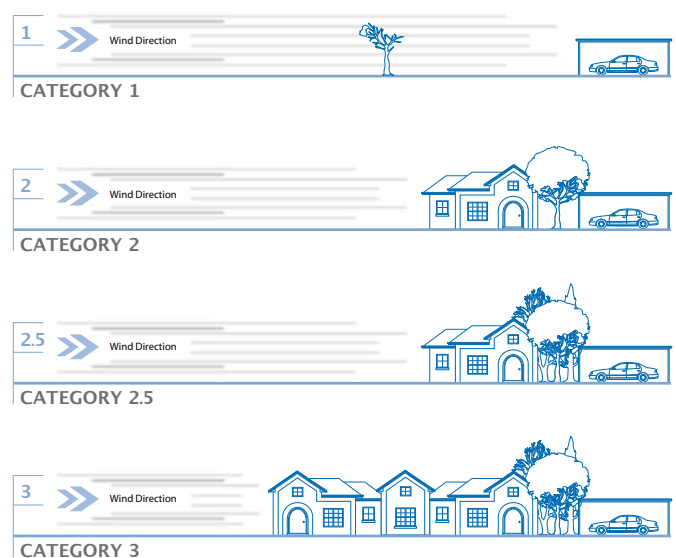 1
Wind Direction
CATEGORY 1
2
Wind Direction
CATEGORY 2
2.5
Wind Direction
CATEGORY 2.5
3
Wind Direction
CATEGORY 3